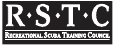 R·S·T·C
RECREATIONAL SCUBA TRAINING COUNCIL